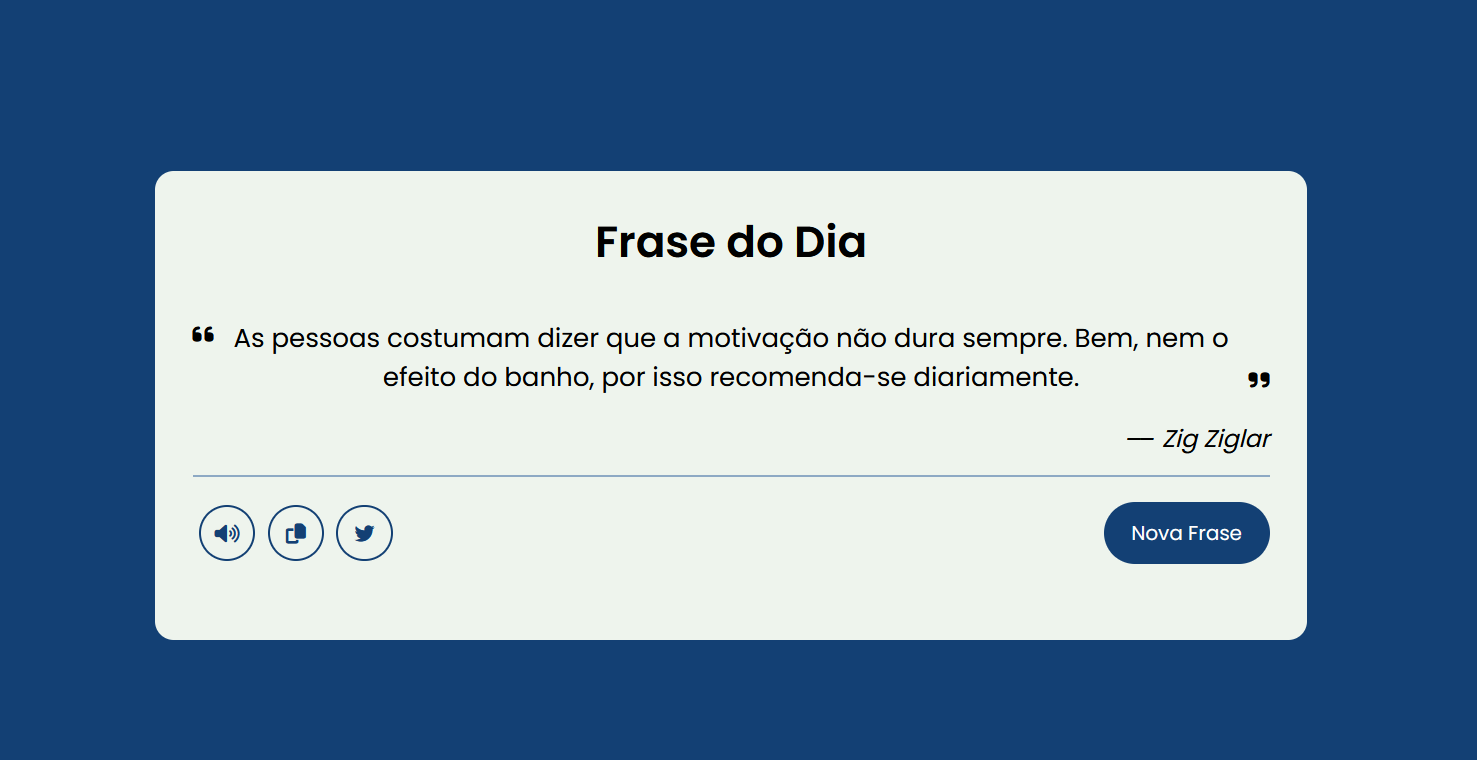 Frase do Dia
❝ As pessoas costumam dizer que a motivação não dura sempre. Bem, nem o
efeito do banho, por isso recomenda-se diariamente. ❞
— Zig Ziglar
Nova Frase